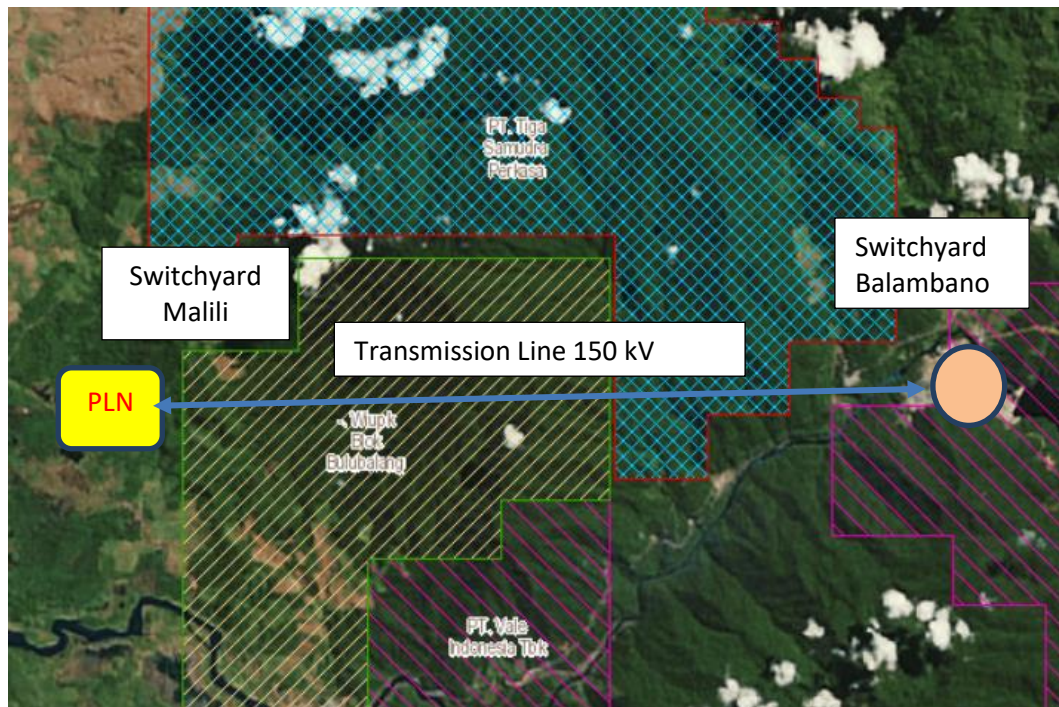 PT. Tiga
Samudra
Perkasa
Switchyard
Malili
Switchyard
Balambano
Transmission Line 150 kV
PLN
Wiupk
Blok
Bulubalang
PT. Vale
Indonesia Tbk